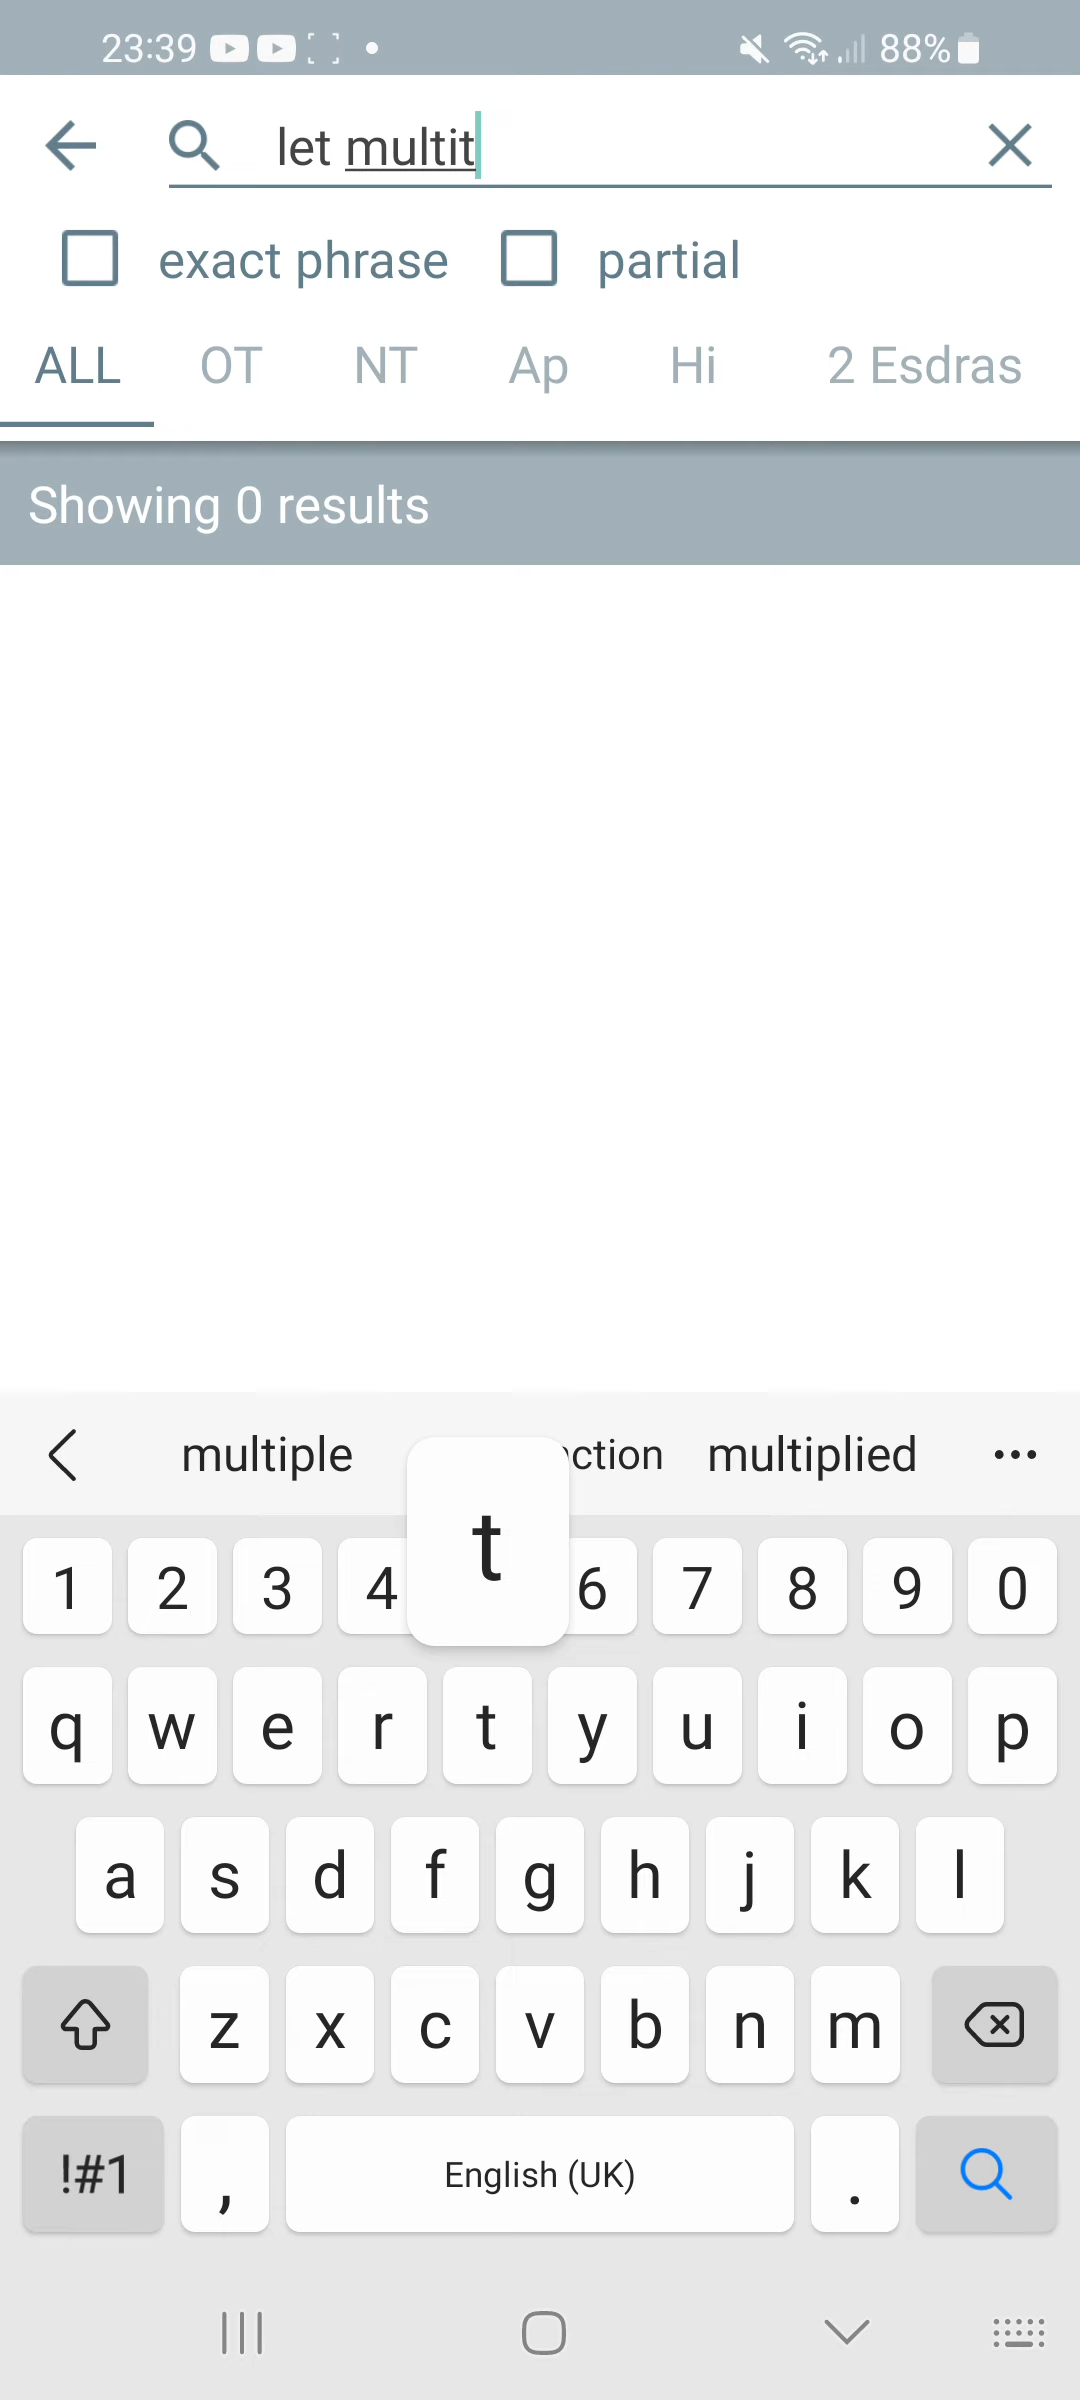 23:39 88%
let multit
exact phrase partial
ALL OT NT Ap Hi 2 Esdras
Showing 0 results
multiple multiplied
t
1 2 3 4 6 7 8 9 0
q w e r t y u i o p
a s d f g h j k l
z x c v b n m
!#1 , English (UK) .